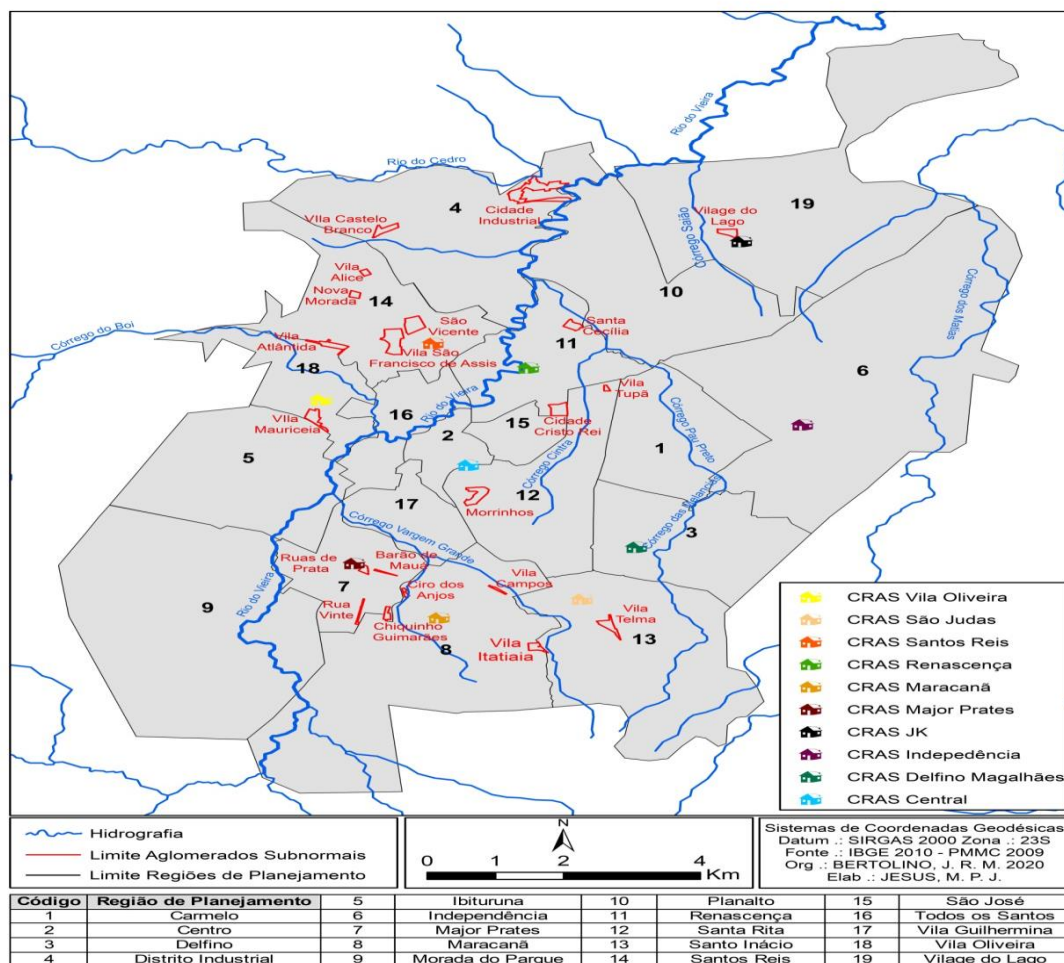 Rio do Vieira
Rio do Cedro
4
Cidade
Industrial
19
Vilage do
Lago
VIla Castelo
Branco
Córrego Saigo
Vila
Alice
Nova
Morada
14
10
Córrego dos Matias
São
Vicente
Santa
Cecília
11
Córrego do Boi
Vila
Atlântida
Vila São
Francisco de Assis
6
18
Rio do Vieira
Vila
Tupã
16
VIla
Mauriceia
15
Cidade
Cristo Rei
2
Córrego Pau Preto
1
5
Córrego Cintra
12
Morrinhos
17
Córrego das Melancias
3
Córrego Vargem Grande
Ruas de
Prata
Barão de
Mauá
7
Ciro dos
Anjos
Vila
Campos
Rio do Vieira
9
Rua
Vinte
Chiquinho
Guimarães
Vila
Telma
8
Vila
Itatiaia
13
CRAS Vila Oliveira
CRAS São Judas
CRAS Santos Reis
CRAS Renascença
CRAS Maracanã
CRAS Major Prates
CRAS JK
CRAS Indepedência
CRAS Delfino Magalhães
CRAS Central
Hidrografia
Limite Aglomerados Subnormais
Limite Regiões de Planejamento
N
0 1 2 4
Km
Sistemas de Coordenadas Geodésicas
Datum .: SIRGAS 2000 Zona .: 23S
Fonte .: IBGE 2010 - PMMC 2009
Org .: BERTOLINO, J. R. M. 2020
Elab .: JESUS, M. P. J.
Código Região de Planejamento 5 Ibituruna 10 Planalto 15 São José
1 Carmelo 6 Independência 11 Renascença 16 Todos os Santos
2 Centro 7 Major Prates 12 Santa Rita 17 Vila Guilhermina
3 Delfino 8 Maracanã 13 Santo Inácio 18 Vila Oliveira
4 Distrito Industrial 9 Morada do Parque 14 Santos Reis 19 Vilage do Lago